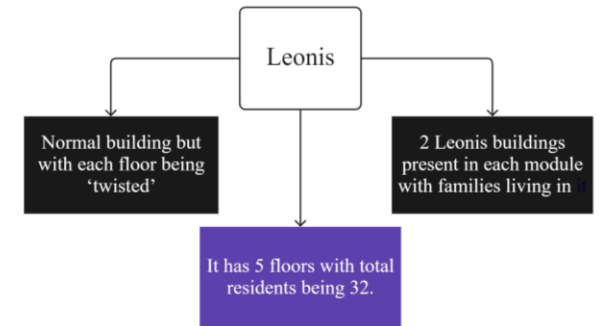 Leonis
Normal building but
with each floor being
‘twisted’
2 Leonis buildings
present in each module
with families living in it
It has 5 floors with total
residents being 32.